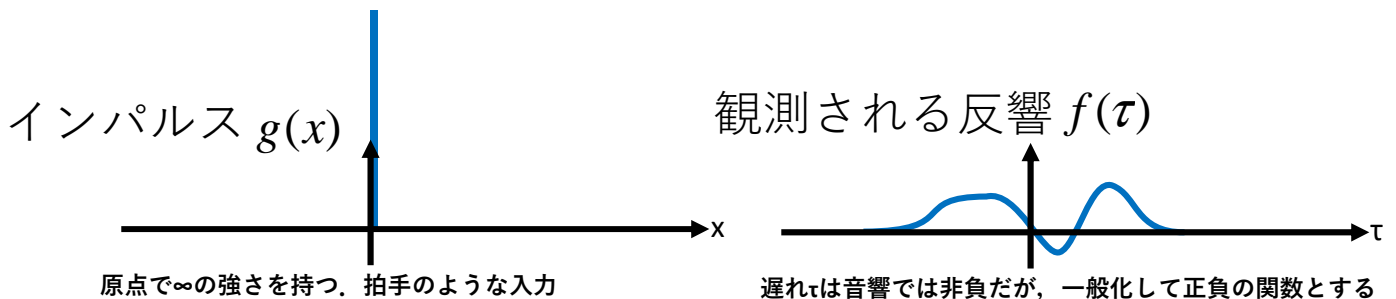 インパルス g(x)
x
原点で∞の強さを持つ．拍手のような入力
観測される反響 f(τ)
τ
遅れτは音響では非負だが，一般化して正負の関数とする